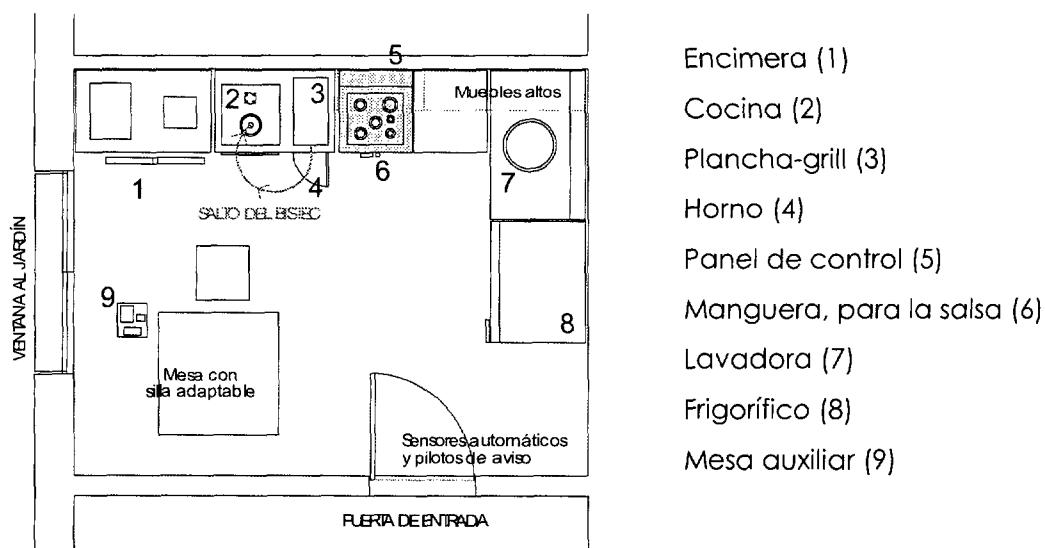 5
Muebles altos
2
3
1
4
6
7
SALTO DEL BISTEC
VENTANA AL JARDÍN
9
8
Mesa con
silla adaptable
Sensores automáticos
y pilotos de aviso
PUERTA DE ENTRADA
Encimera (1)
Cocina (2)
Plancha-grill (3)
Horno (4)
Panel de control (5)
Manguera, para la salsa (6)
Lavadora (7)
Frigorífico (8)
Mesa auxiliar (9)